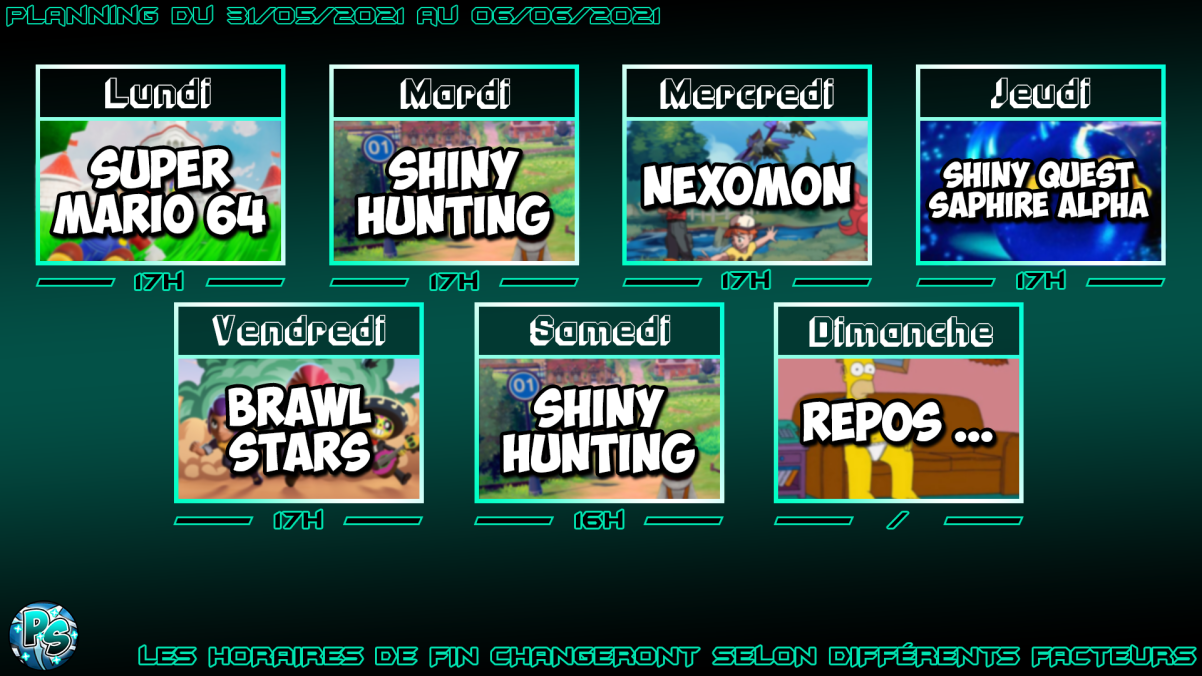 PLANNING DU 31/05/2021 AU 06/06/2021
Lundi
SUPER
MARIO 64
17H
Mardi
01
SHINY
HUNTING
17H
Mercredi
NEXOMON
17H
Jeudi
SHINY QUEST
SAPHIRE ALPHA
17H
Vendredi
BRAWL
STARS
17H
Samedi
01
SHINY
HUNTING
16H
Dimanche
REPOS ...
/
PS
LES HORAIRES DE FIN CHANGERONT SELON DIFFÉRENTS FACTEURS